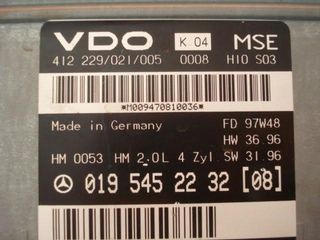 VDO K 04 MSE
412 229/021/005 0008 H10 S03
*M009470810036*
Made in Germany FD 97W48
HW 36.96
HM 0053 HM 2.0L 4 Zyl. SW 31.96
019 545 22 32 [08]